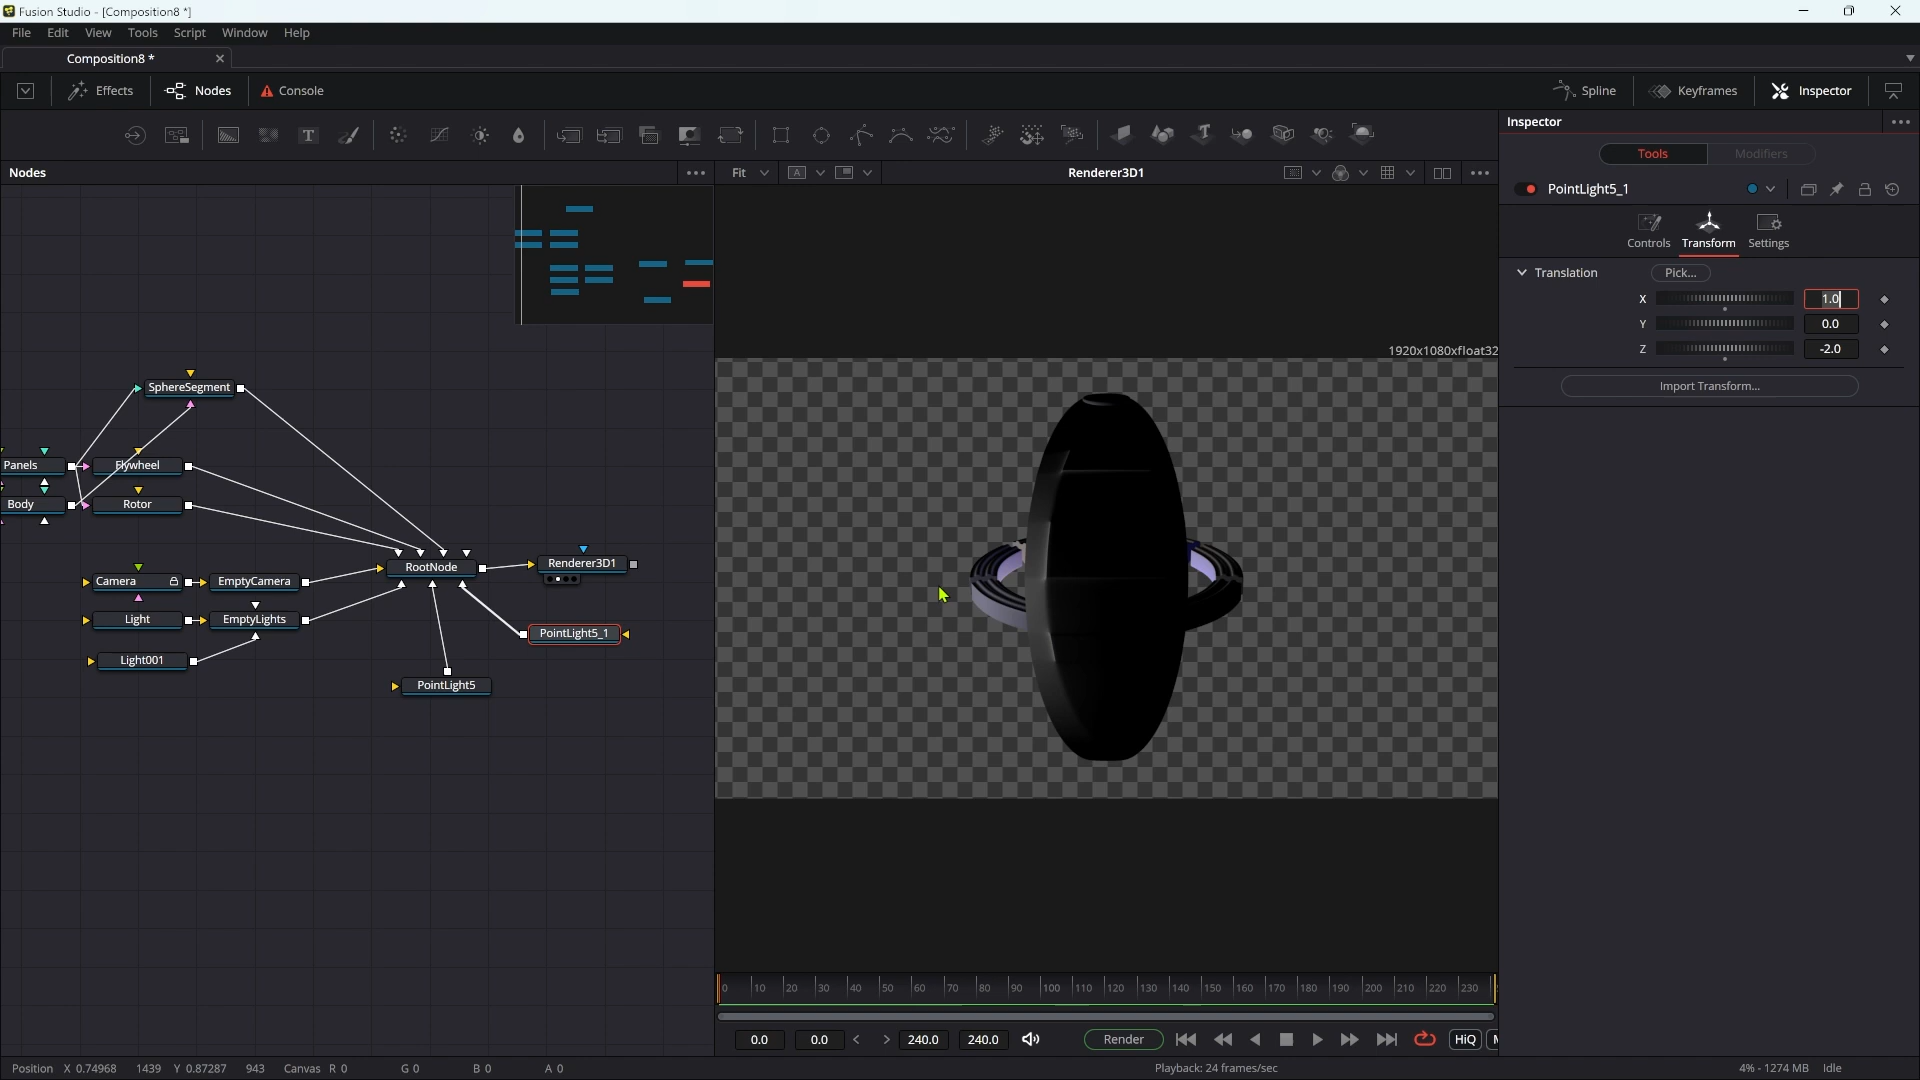 Fusion Studio - [Composition8 *]
File Edit View Tools Script Window Help
Composition8 *
Effects Nodes Console Spline Keyframes Inspector
T
Inspector
Tools Modifiers
Nodes
Fit A Renderer3D1
PointLight5_1
Controls Transform Settings
Translation Pick...
X 1.0
Y 0.0
Z -2.0
Import Transform...
1920x1080xfloat32
SphereSegment
Panels Flywheel
Body Rotor
RootNode Renderer3D1
Camera EmptyCamera
Light EmptyLights
PointLight5_1
Light001
PointLight5
0 10 20 30 40 50 60 70 80 90 100 110 120 130 140 150 160 170 180 190 200 210 220 230
0.0 0.0 < > 240.0 240.0 Render HiQ M
Position X 0.74968 1439 Y 0.87287 943 Canvas R 0 G 0 B 0 A 0 Playback: 24 frames/sec 4% - 1274 MB Idle